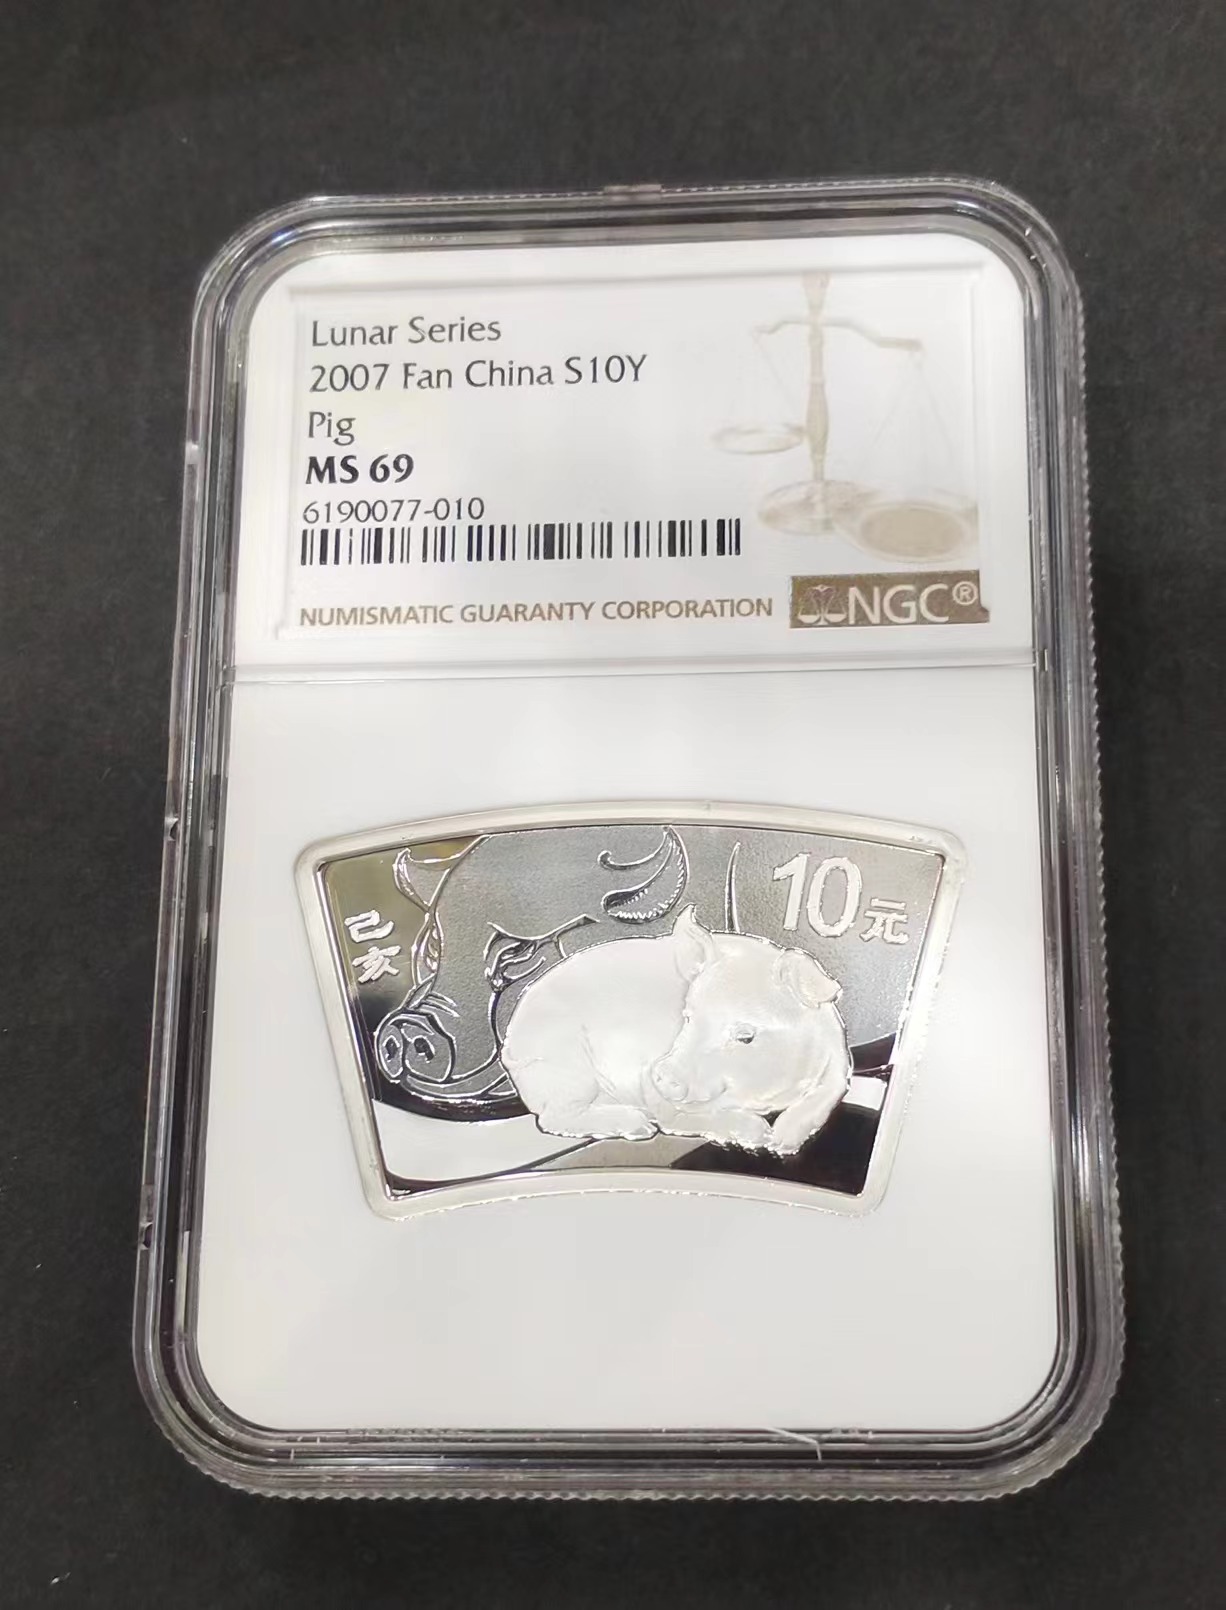 Lunar Series
2007 Fan China S10Y
Pig
MS 69
6190077-010
NUMISMATIC GUARANTY CORPORATION NGC®
10元
己亥